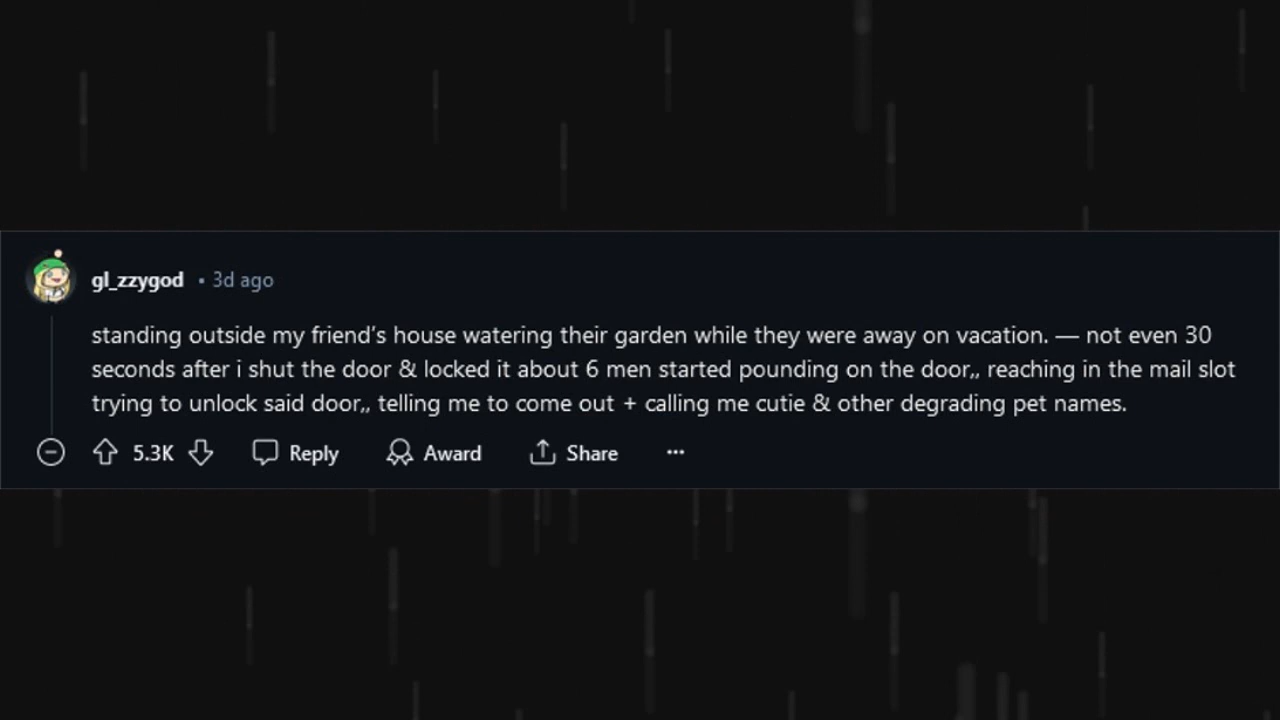 gl_zzygod • 3d ago
standing outside my friend's house watering their garden while they were away on vacation. — not even 30
seconds after i shut the door & locked it about 6 men started pounding on the door,, reaching in the mail slot
trying to unlock said door,, telling me to come out + calling me cutie & other degrading pet names.
5.3K Reply Award Share ···